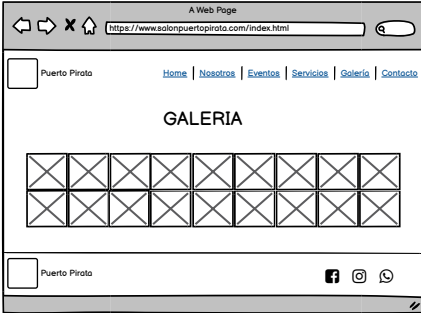 A Web Page
https://www.salonpuertopirata.com/index.html
Puerto Pirata
Home Nosotros Eventos Servicios Galería Contacto
GALERIA
Puerto Pirata